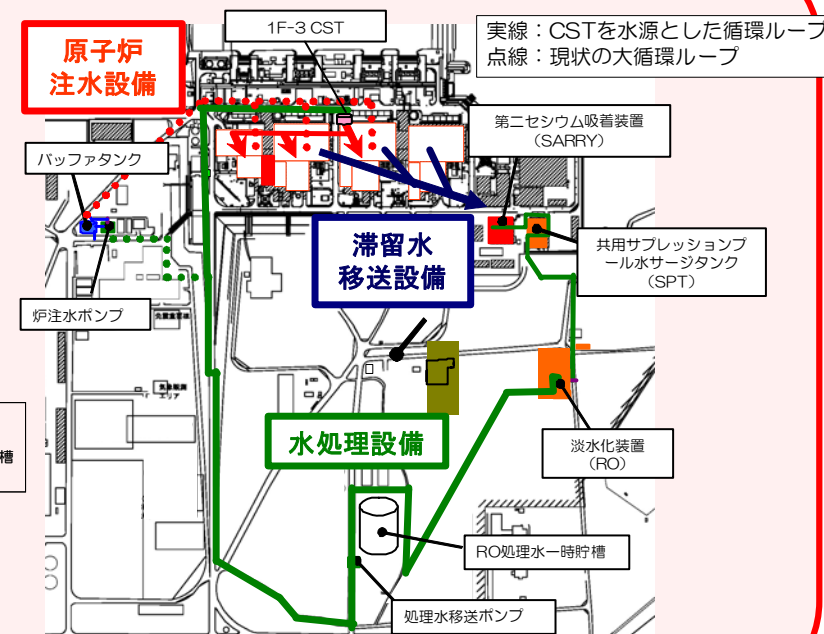 実線：CSTを水源とした循環ループ
点線：現状の大循環ループ
1F-3 CST
原子炉
注水設備
第二セシウム吸着装置
（SARRY）
バッファタンク
滞留水
移送設備
共用サプレッションプ
ール水サージタンク
（SPT）
炉注水ポンプ
槽
水処理設備
淡水化装置
（RO）
RO処理水一時貯槽
処理水移送ポンプ